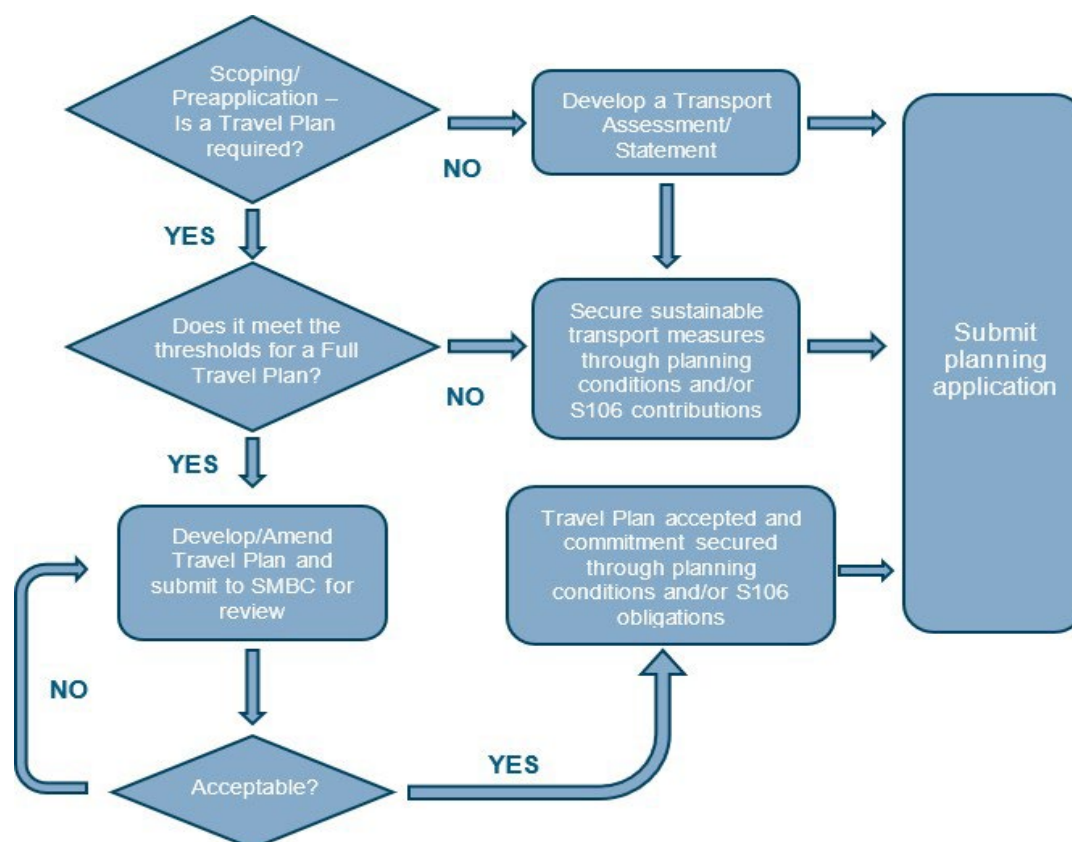 Scoping/
Preapplication –
Is a Travel Plan
required?
NO
Develop a Transport
Assessment/
Statement
YES
Does it meet the
thresholds for a Full
Travel Plan?
NO
Secure sustainable
transport measures
through planning
conditions and/or
S106 contributions
Submit
planning
application
YES
Develop/Amend
Travel Plan and
submit to SMBC for
review
Travel Plan accepted and
commitment secured
through planning
conditions and/or S106
obligations
NO
Acceptable?
YES